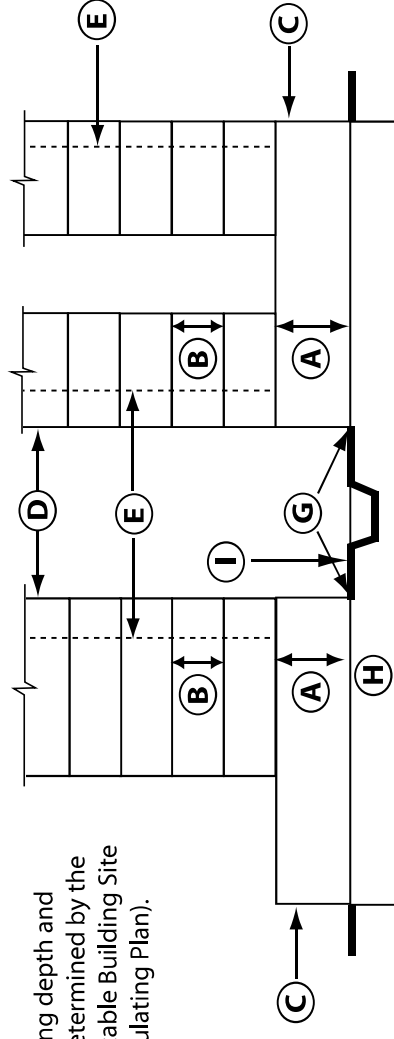 E
C
B
A
D
E
G
I
B
A
H
ng depth and
etermined by the
able Building Site
ulating Plan).
C